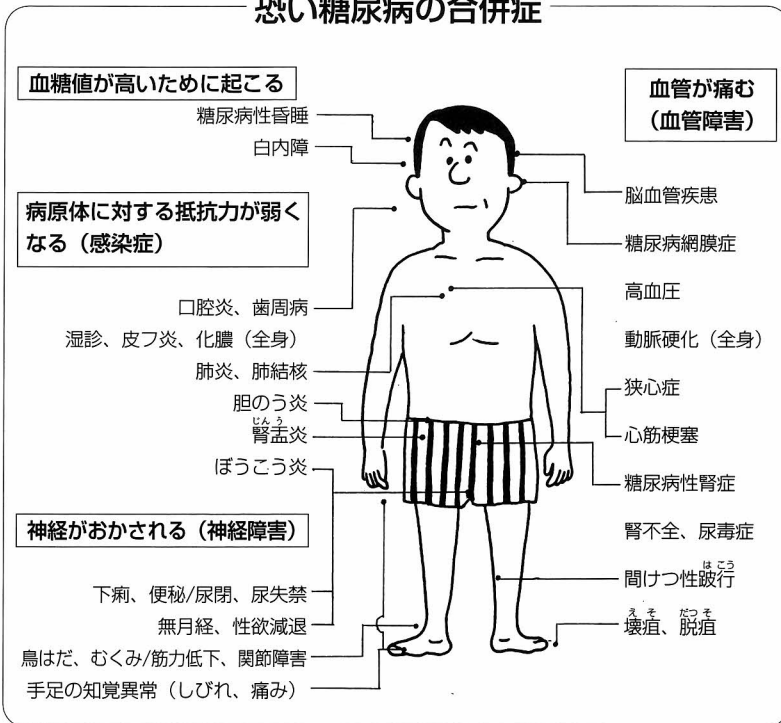 恐い糖尿病の合併症
血糖値が高いために起こる
糖尿病性昏睡
白内障
病原体に対する抵抗力が弱く
なる（感染症）
口腔炎、歯周病
湿診、皮フ炎、化膿（全身）
肺炎、肺結核
胆のう炎
じん う
腎盂炎
ぼうこう炎
神経がおかされる（神経障害）
下痢、便秘/尿閉、尿失禁
無月経、性欲減退
鳥はだ、むくみ/筋力低下、関節障害
手足の知覚異常（しびれ、痛み）
血管が痛む
（血管障害）
脳血管疾患
糖尿病網膜症
高血圧
動脈硬化（全身）
狭心症
心筋梗塞
糖尿病性腎症
腎不全、尿毒症
は こう
間けつ性跛行
え そ だっ そ
壊疽、脱疽